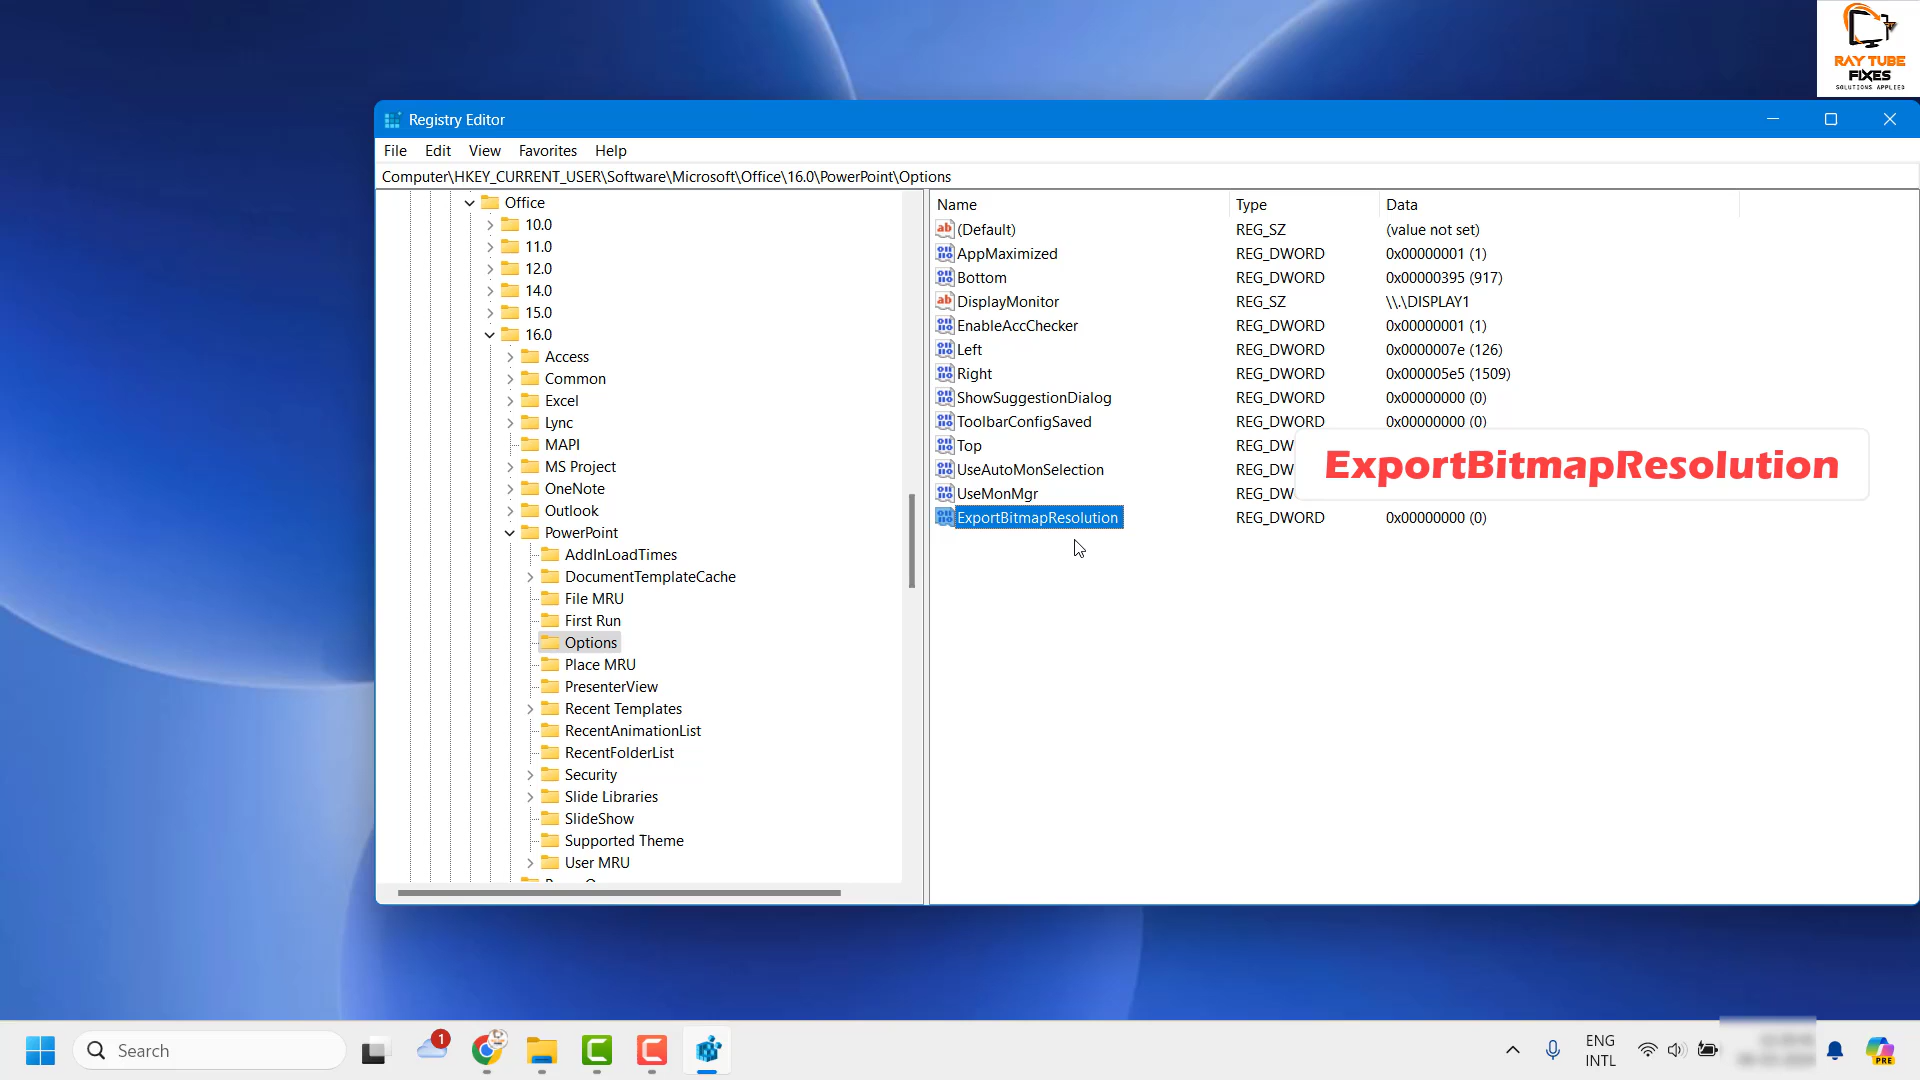 RAY TUBE
FIXES
SOLUTIONS APPLIED
Registry Editor
File Edit View Favorites Help
Computer\HKEY_CURRENT_USER\Software\Microsoft\Office\16.0\PowerPoint\Options
Office
10.0
11.0
12.0
14.0
15.0
16.0
Access
Common
Excel
Lync
MAPI
MS Project
OneNote
Outlook
PowerPoint
AddInLoadTimes
DocumentTemplateCache
File MRU
First Run
Options
Place MRU
PresenterView
Recent Templates
RecentAnimationList
RecentFolderList
Security
Slide Libraries
SlideShow
Supported Theme
User MRU
Name Type Data
(Default) REG_SZ (value not set)
AppMaximized REG_DWORD 0x00000001 (1)
Bottom REG_DWORD 0x00000395 (917)
DisplayMonitor REG_SZ \\.\DISPLAY1
EnableAccChecker REG_DWORD 0x00000001 (1)
Left REG_DWORD 0x0000007e (126)
Right REG_DWORD 0x000005e5 (1509)
ShowSuggestionDialog REG_DWORD 0x00000000 (0)
ToolbarConfigSaved REG_DWORD 0x00000000 (0)
Top REG_DW
UseAutoMonSelection REG_DW
UseMonMgr REG_DW
ExportBitmapResolution REG_DWORD 0x00000000 (0)
ExportBitmapResolution
Search
1
ENG
INTL
PRE